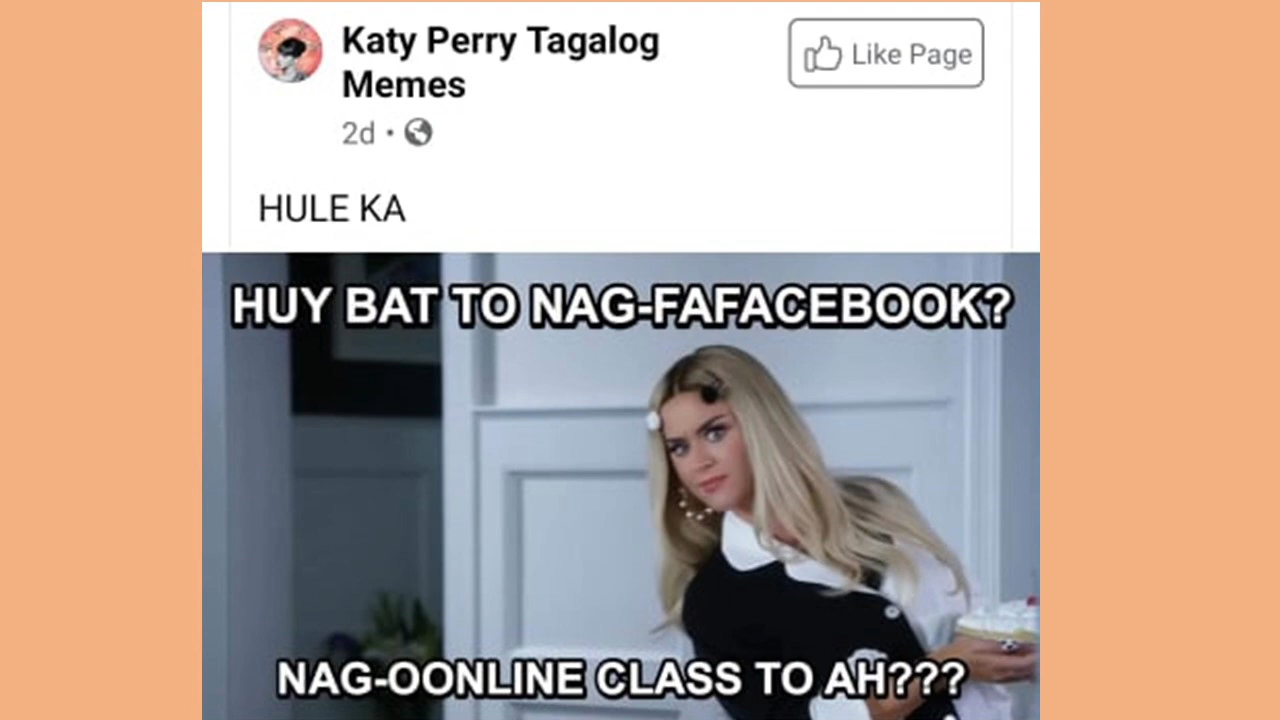 Katy Perry Tagalog
Memes
Like Page
2d •
HULE KA
HUY BAT TO NAG-FAFACEBOOK?
NAG-OONLINE CLASS TO AH???